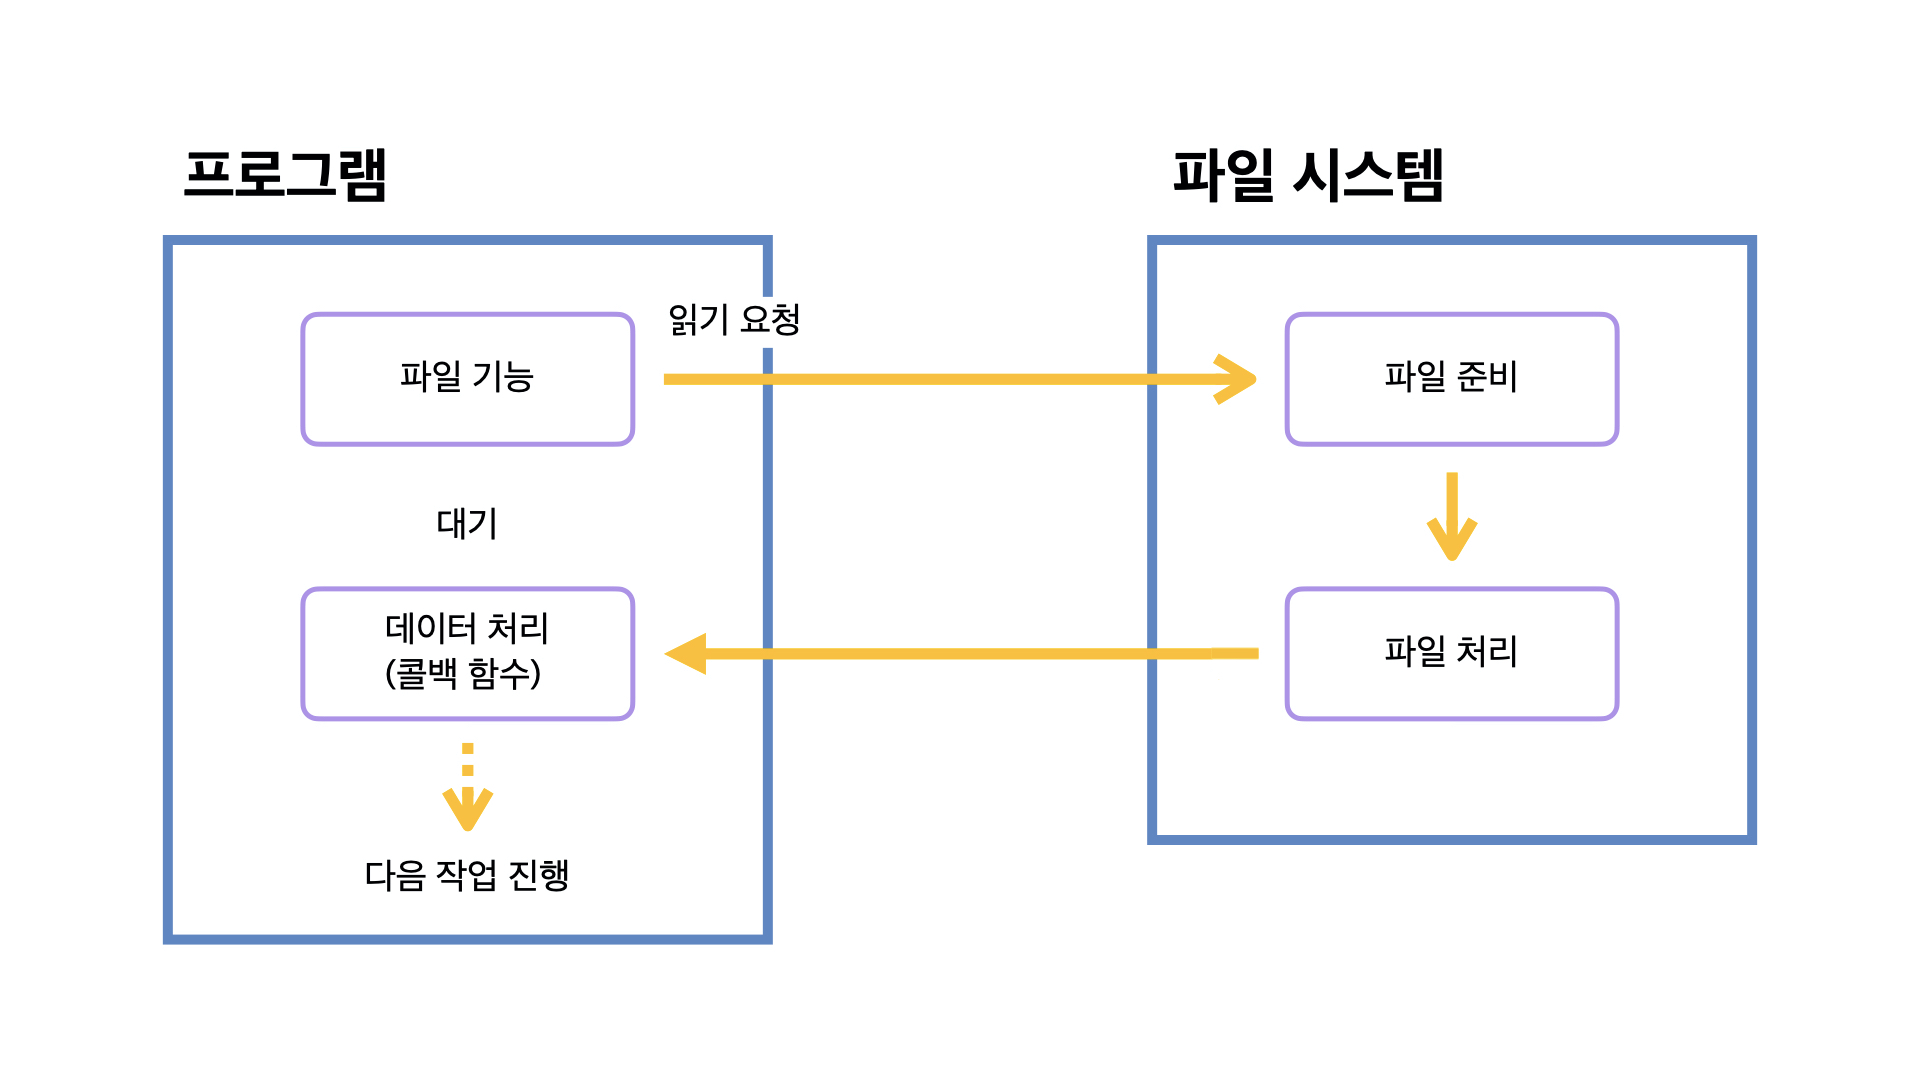 프로그램
파일 시스템
읽기 요청
파일 기능
파일 준비
대기
데이터 처리
(콜백 함수)
파일 처리
다음 작업 진행